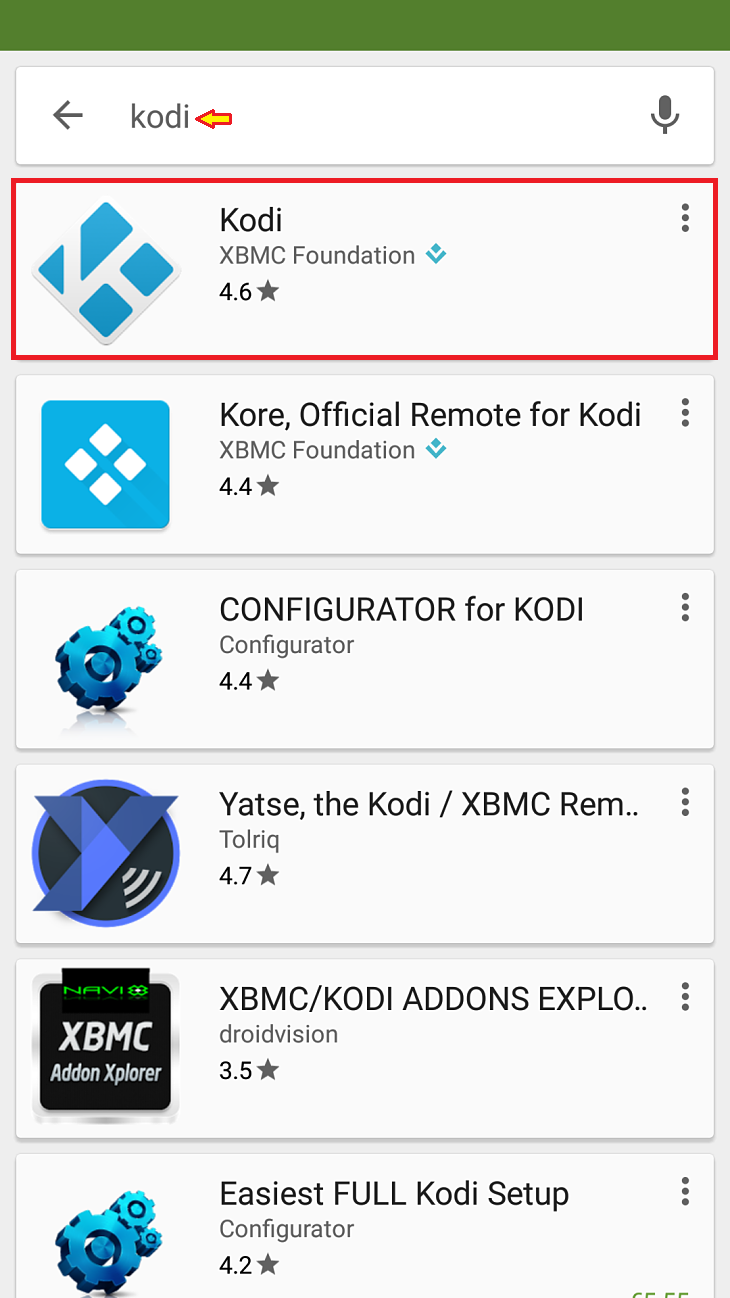 kodi
Kodi
XBMC Foundation
4.6
Kore, Official Remote for Kodi
XBMC Foundation
4.4
CONFIGURATOR for KODI
Configurator
4.4
Yatse, the Kodi / XBMC Rem..
Tolriq
4.7
NAVI
XBMC
Addon Xplorer
XBMC/KODI ADDONS EXPLO..
droidvision
3.5
Easiest FULL Kodi Setup
Configurator
4.2